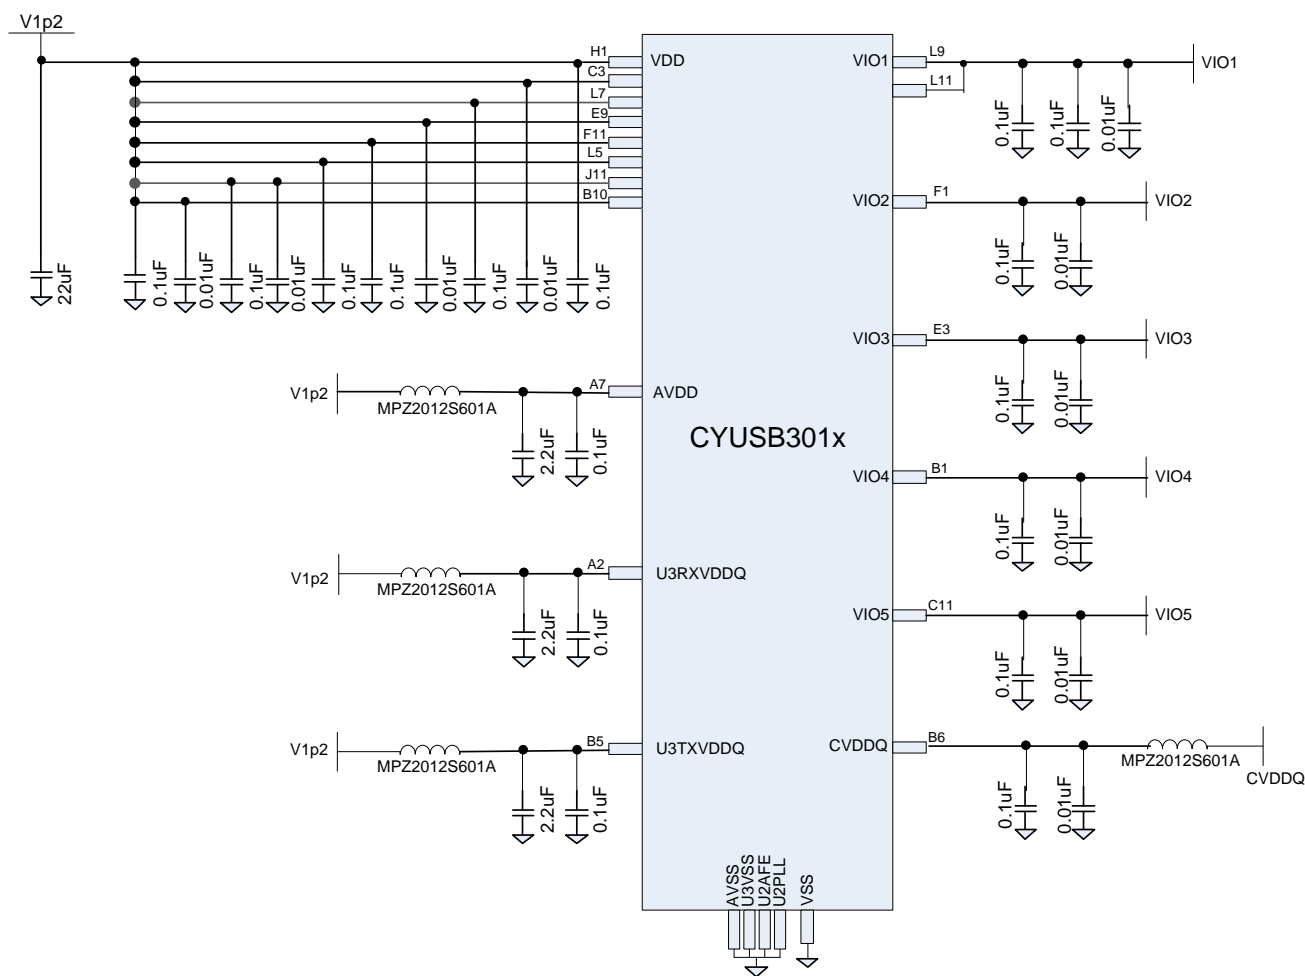 V1p2
H1
VDD
C3
L7
E9
F11
L5
J11
B10
22uF
0.1uF
0.01uF
0.1uF
0.01uF
0.1uF
0.1uF
0.01uF
0.1uF
0.01uF
0.1uF
V1p2
MPZ2012S601A
A7
AVDD
2.2uF
0.1uF
V1p2
MPZ2012S601A
A2
U3RXVDDQ
2.2uF
0.1uF
V1p2
MPZ2012S601A
B5
U3TXVDDQ
2.2uF
0.1uF
CYUSB301x
VIO1
L9
L11
VIO1
0.1uF
0.1uF
0.01uF
VIO2
F1
VIO2
0.1uF
0.01uF
VIO3
E3
VIO3
0.1uF
0.01uF
VIO4
B1
VIO4
0.1uF
0.01uF
VIO5
C11
VIO5
0.1uF
0.01uF
CVDDQ
B6
MPZ2012S601A
CVDDQ
0.1uF
0.01uF
AVSS
U3VSS
U2AFE
U2PLL
VSS